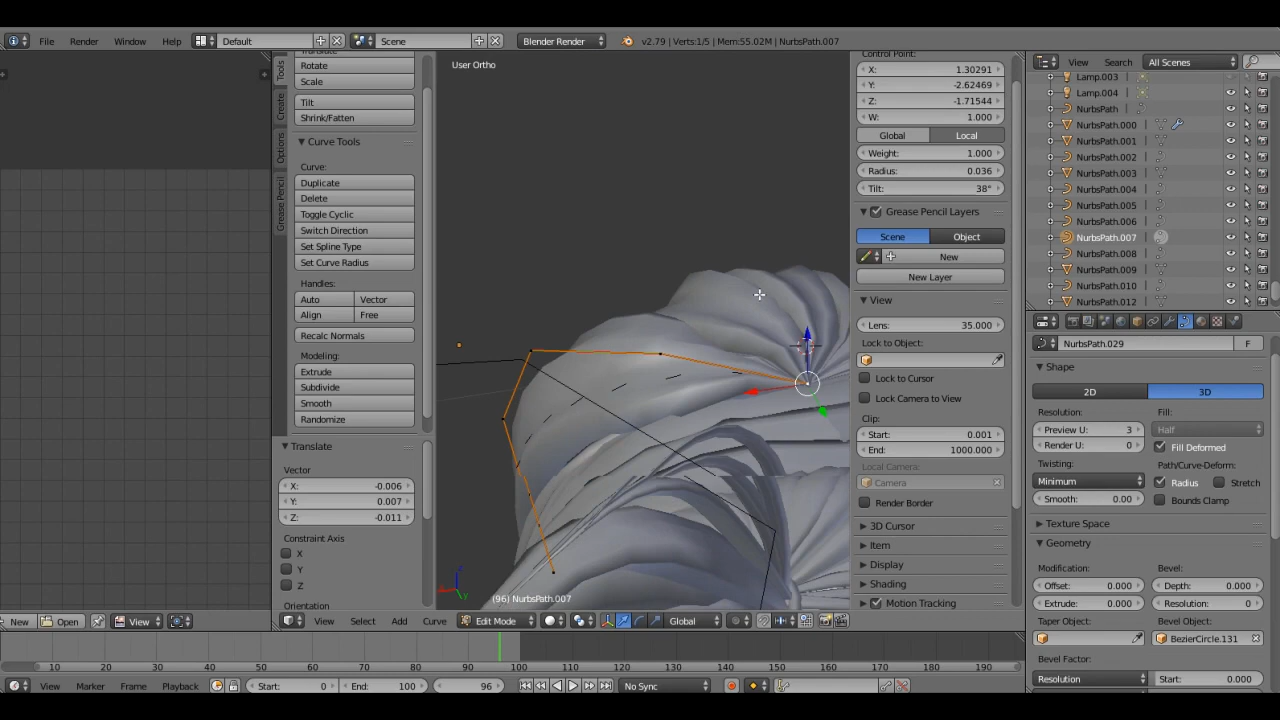 File Render Window Help Default Scene Blender Render v2.79 | Verts:1/5 | Mem:55.02M | NurbsPath.007
Tools
Create
Options
Grease Pencil
Rotate
Scale
Tilt
Shrink/Fatten
Curve Tools
Curve:
Duplicate
Delete
Toggle Cyclic
Switch Direction
Set Spline Type
Set Curve Radius
Handles:
Auto Vector
Align Free
Recalc Normals
Modeling:
Extrude
Subdivide
Smooth
Randomize
Translate
Vector
X: -0.006
Y: 0.007
Z: -0.011
Constraint Axis
X
Y
Z
Orientation
User Ortho
(96) NurbsPath.007
View Select Add Curve Edit Mode Global
Control Point:
X: 1.30291
Y: -2.62469
Z: -1.71544
W: 1.000
Global Local
Weight: 1.000
Radius: 0.036
Tilt: 38°
Grease Pencil Layers
Scene Object
New
New Layer
View
Lens: 35.000
Lock to Object:
Lock to Cursor
Lock Camera to View
Clip:
Start: 0.001
End: 1000.000
Local Camera:
Camera
Render Border
3D Cursor
Item
Display
Shading
Motion Tracking
View Search All Scenes
Lamp.003
Lamp.004
NurbsPath
NurbsPath.000
NurbsPath.001
NurbsPath.002
NurbsPath.003
NurbsPath.004
NurbsPath.005
NurbsPath.006
NurbsPath.007
NurbsPath.008
NurbsPath.009
NurbsPath.010
NurbsPath.012
NurbsPath.029 F
Shape
2D 3D
Resolution: Fill:
Preview U: 3 Half
Render U: 0 Fill Deformed
Twisting: Path/Curve-Deform:
Minimum Radius Stretch
Smooth: 0.00 Bounds Clamp
Texture Space
Geometry
Modification: Bevel:
Offset: 0.000 Depth: 0.000
Extrude: 0.000 Resolution: 0
Taper Object: Bevel Object:
BezierCircle.131
Bevel Factor:
Resolution Start: 0.000
New Open View
10 20 30 40 50 60 70 80 90 100 110 120 130 140 150 160 170 180 190
View Marker Frame Playback Start: 0 End: 100 96 No Sync